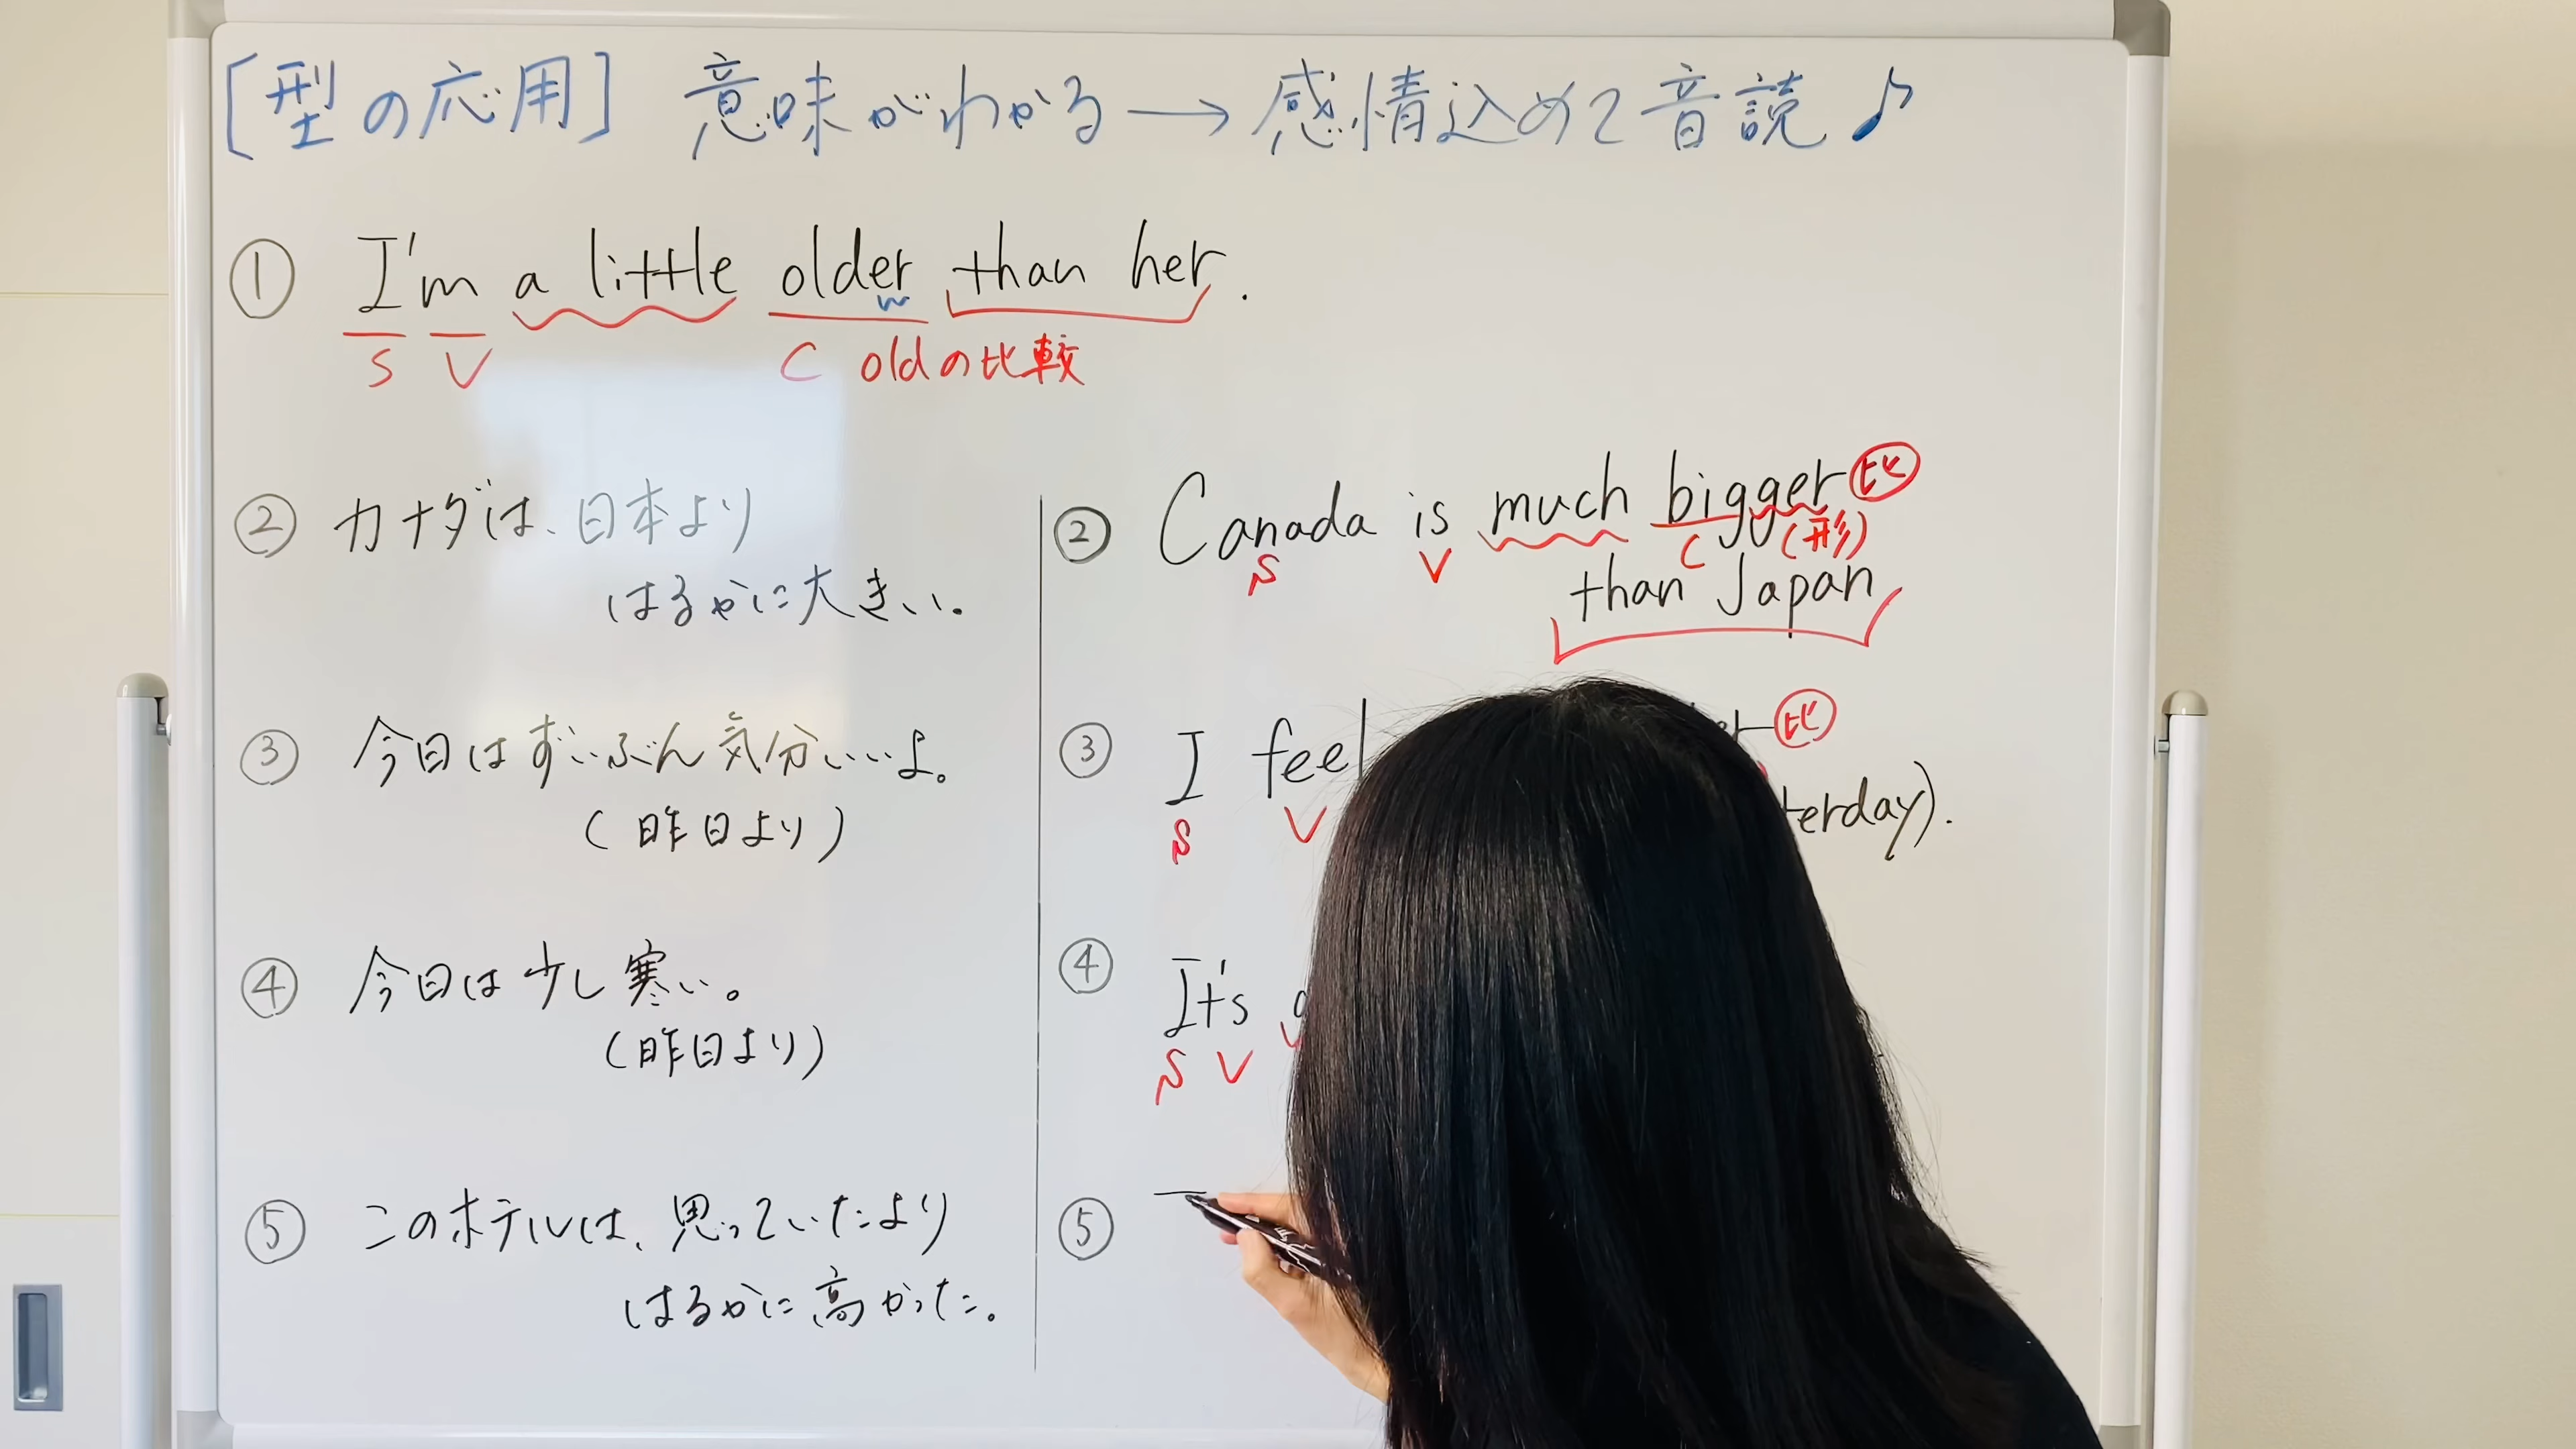 [型の応用] 意味がわかる → 感情込めて音読♪
① I'm a little older than her.
S V C oldの比較
② カナダは、日本より
はるかに大きい。
③ 今日はずいぶん気分いいよ。
(昨日より)
④ 今日は少し寒い。
(昨日より)
⑤ このホテルは、思っていたより
はるかに高かった。
② Canada is much bigger 比
S V C (形)
than Japan
③ I feel 比
S V terday).
④ It's
S V
⑤